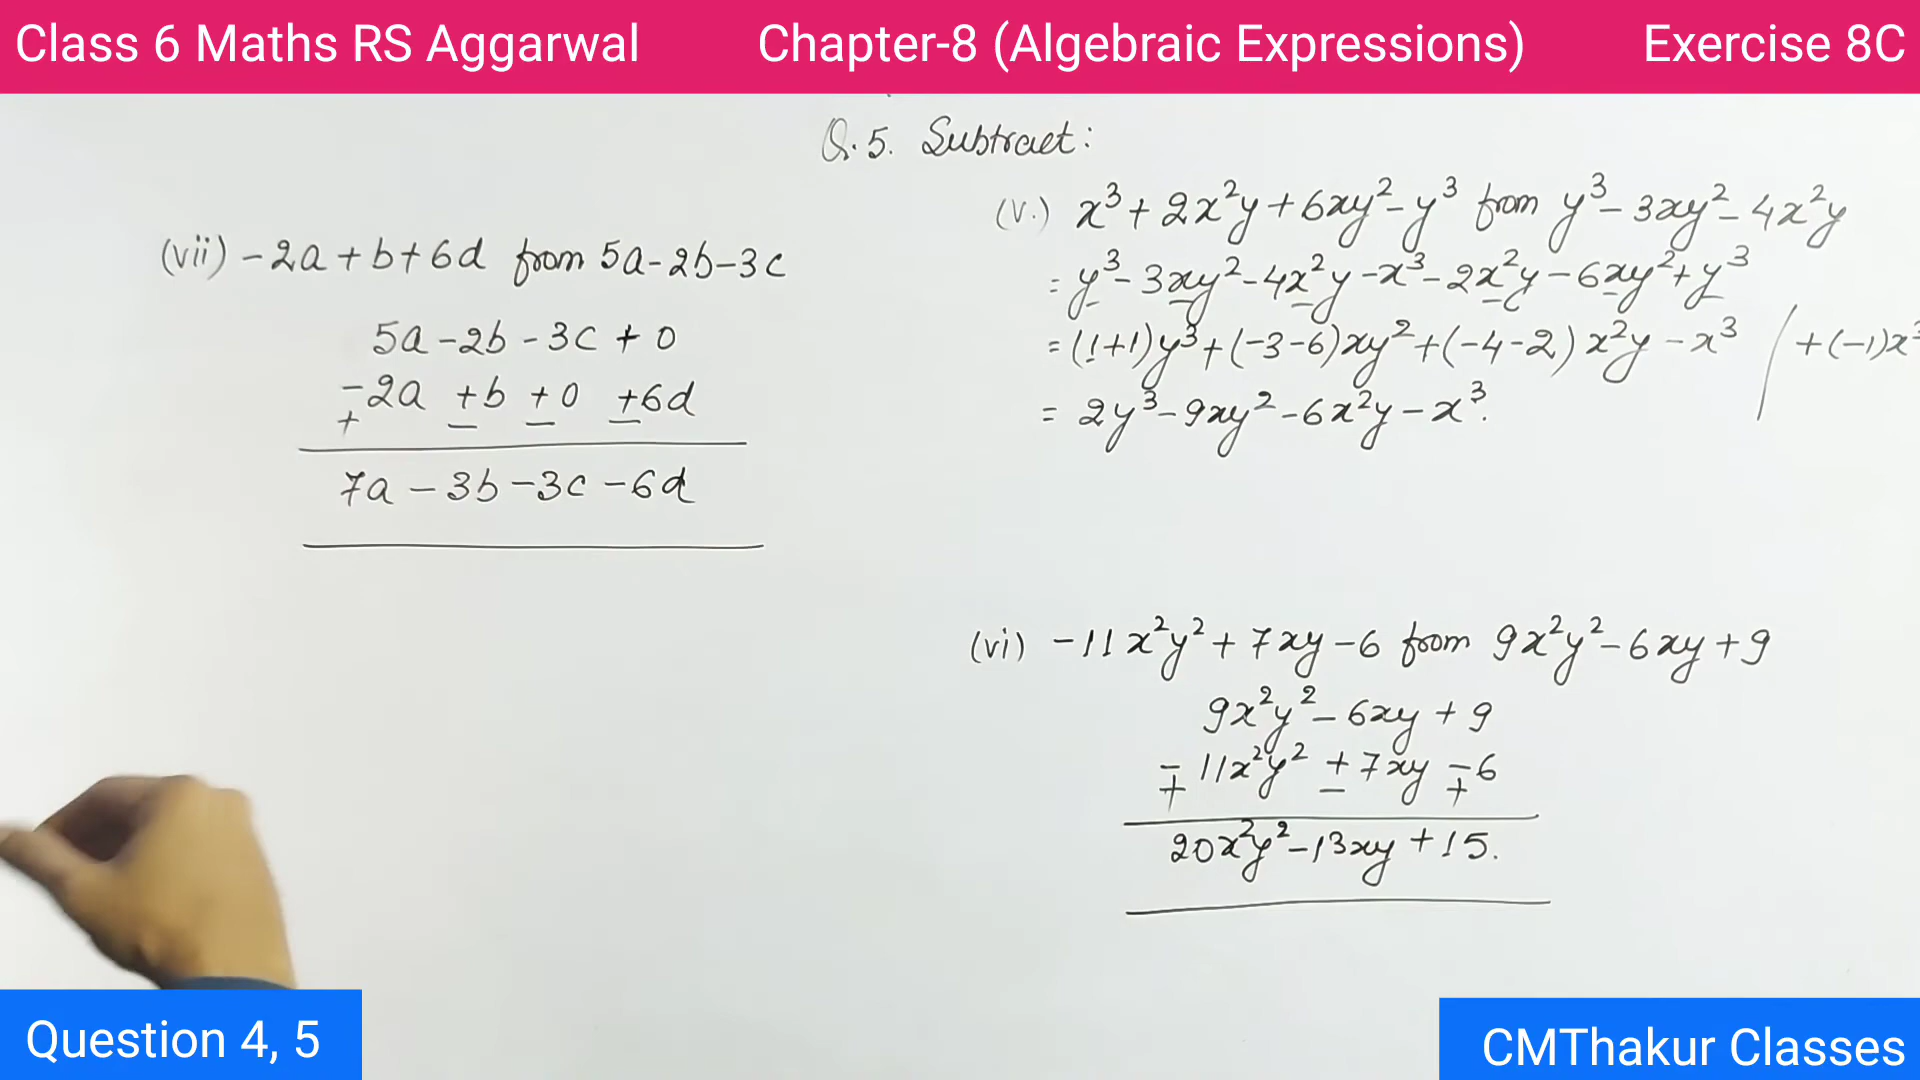 Class 6 Maths RS Aggarwal Chapter-8 (Algebraic Expressions) Exercise 8C
Q.5. Subtract:
(vii) -2a+b+6d from 5a-2b-3c
5a-2b-3c+0
-2a +b +0 +6d
+ - - -
7a-3b-3c-6d
(v.) x³+2x²y+6xy²-y³ from y³-3xy²-4x²y
= y³-3xy²-4x²y-x³-2x²y-6xy²+y³
= (1+1)y³+(-3-6)xy²+(-4-2)x²y-x³ / +(-1)x³
= 2y³-9xy²-6x²y-x³.
(vi) -11x²y²+7xy-6 from 9x²y²-6xy+9
9x²y²-6xy+9
-11x²y²+7xy-6
+ - +
20x²y²-13xy+15.
Question 4, 5
CMThakur Classes